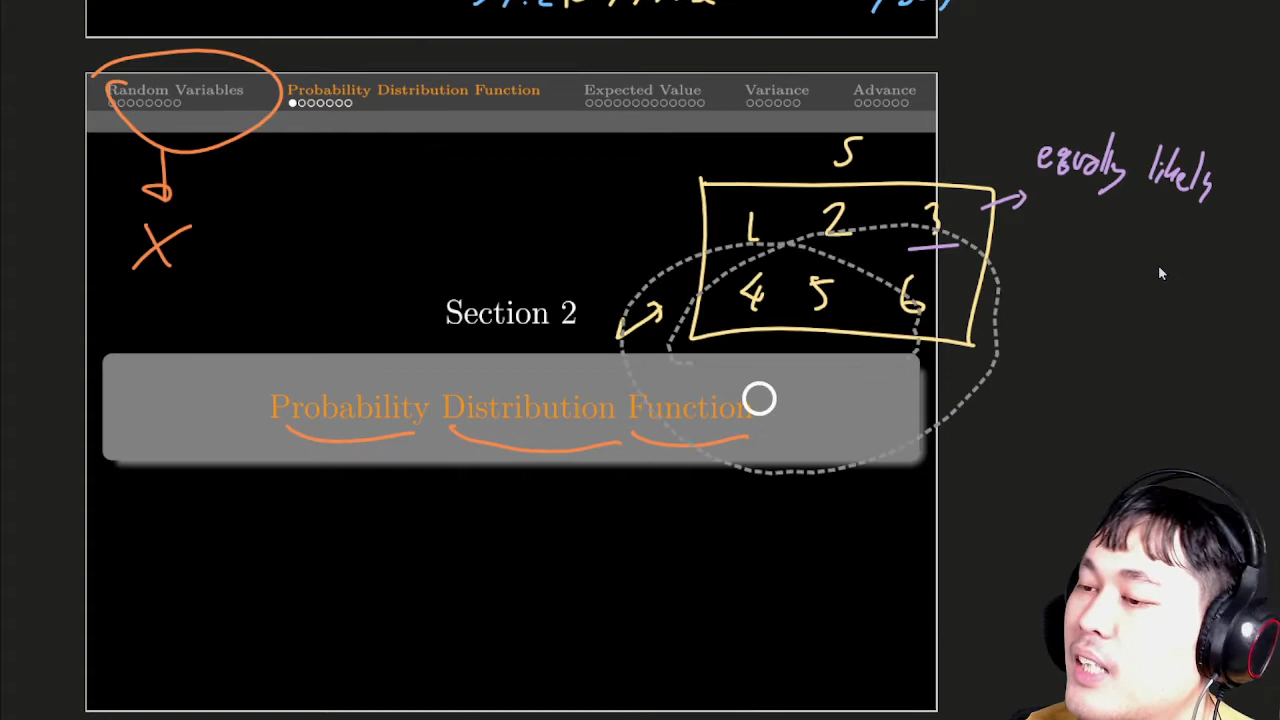 Random Variables Probability Distribution Function Expected Value Variance Advance
S
equally likely
1 2 3
4 5 6
X
Section 2
Probability Distribution Function